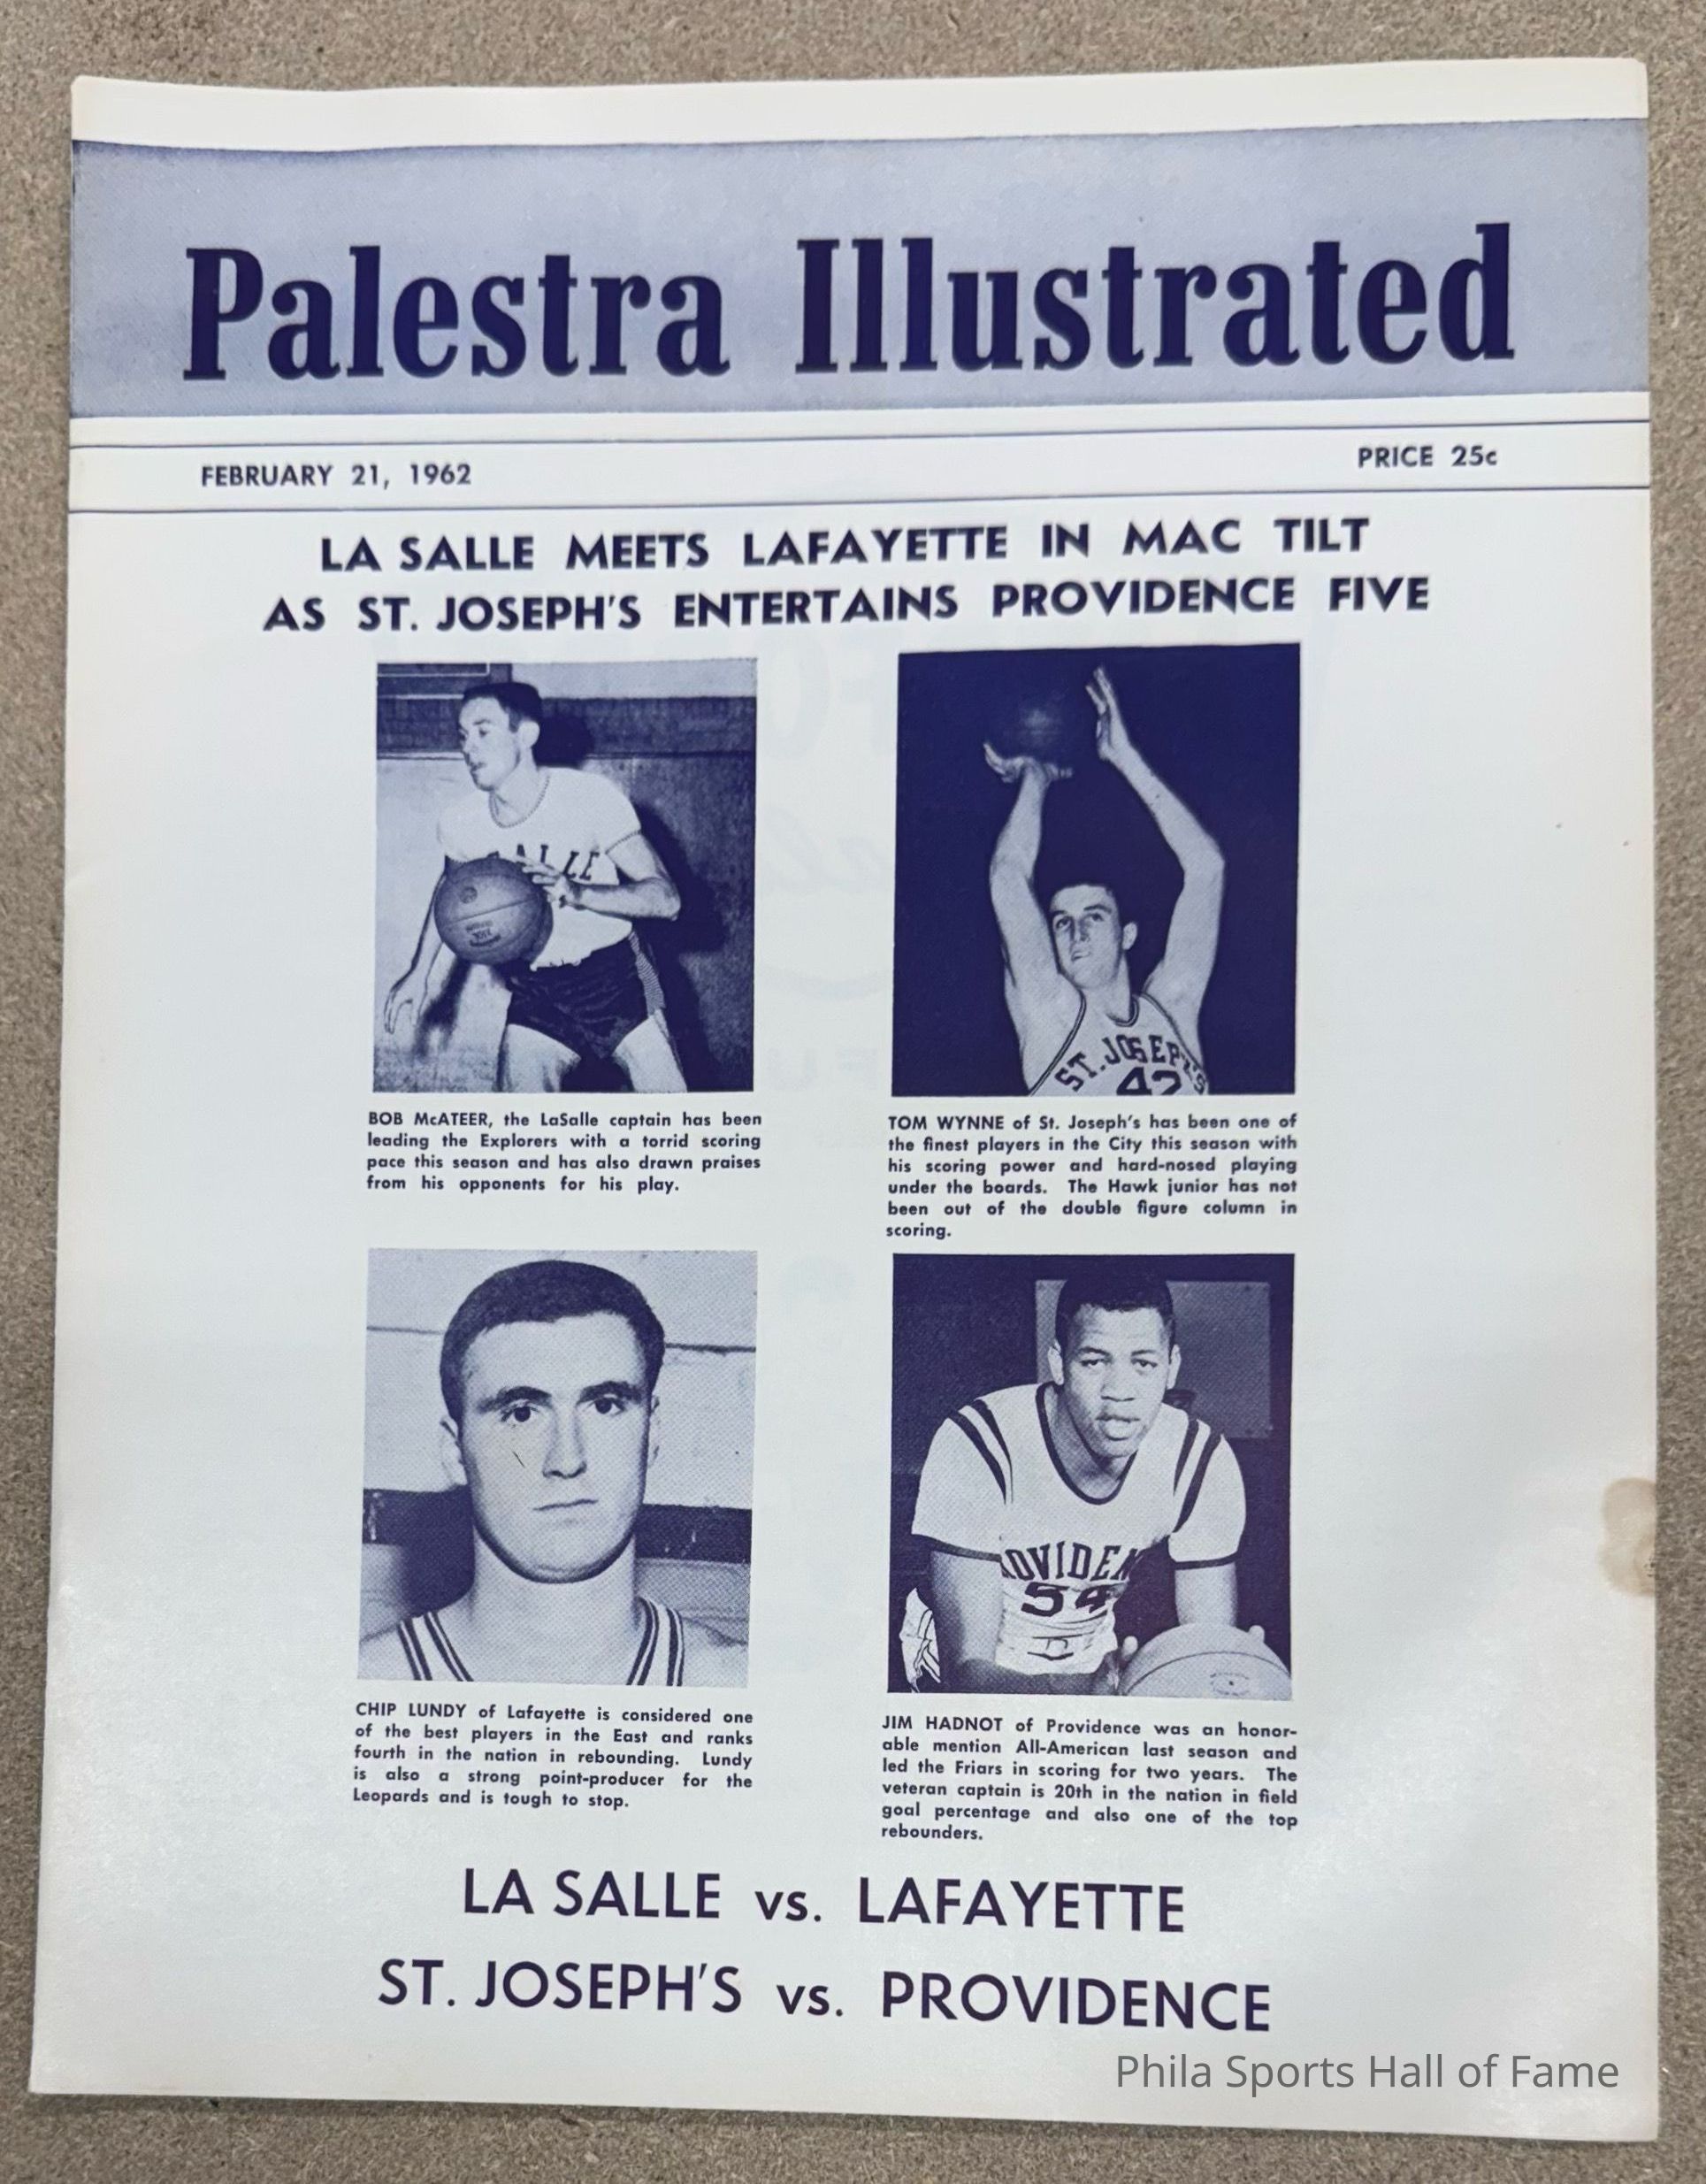 Palestra Illustrated
FEBRUARY 21, 1962
PRICE 25c
LA SALLE MEETS LAFAYETTE IN MAC TILT
AS ST. JOSEPH'S ENTERTAINS PROVIDENCE FIVE
ALLE
ST. JOSEPH'S
42
BOB McATEER, the LaSalle captain has been
leading the Explorers with a torrid scoring
pace this season and has also drawn praises
from his opponents for his play.
TOM WYNNE of St. Joseph's has been one of
the finest players in the City this season with
his scoring power and hard-nosed playing
under the boards. The Hawk junior has not
been out of the double figure column in
scoring.
OVIDEN
54
CHIP LUNDY of Lafayette is considered one
of the best players in the East and ranks
fourth in the nation in rebounding. Lundy
is also a strong point-producer for the
Leopards and is tough to stop.
JIM HADNOT of Providence was an honor-
able mention All-American last season and
led the Friars in scoring for two years. The
veteran captain is 20th in the nation in field
goal percentage and also one of the top
rebounders.
LA SALLE vs. LAFAYETTE
ST. JOSEPH'S vs. PROVIDENCE
Phila Sports Hall of Fame